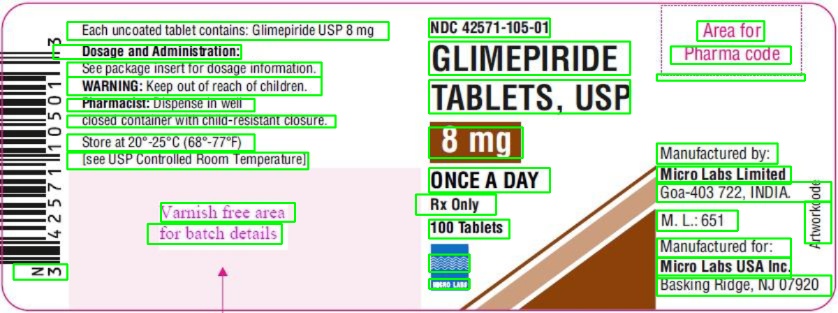 Each uncoated tablet contains: Glimepiride USP 8 mg
Dosage and Administration:
See package insert for dosage information.
WARNING: Keep out of reach of children.
Pharmacist: Dispense in well
closed container with child-resistant closure.
Store at 20°-25°C (68°-77°F)
[see USP Controlled Room Temperature]
Varnish free area
for batch details
N
3 42571 10501 3
NDC 42571-105-01
GLIMEPIRIDE
TABLETS, USP
8 mg
ONCE A DAY
Rx Only
100 Tablets
MICRO LABS
Area for
Pharma code
Manufactured by:
Micro Labs Limited
Goa-403 722, INDIA.
M. L.: 651
Manufactured for:
Micro Labs USA Inc.
Basking Ridge, NJ 07920
Artworkcode